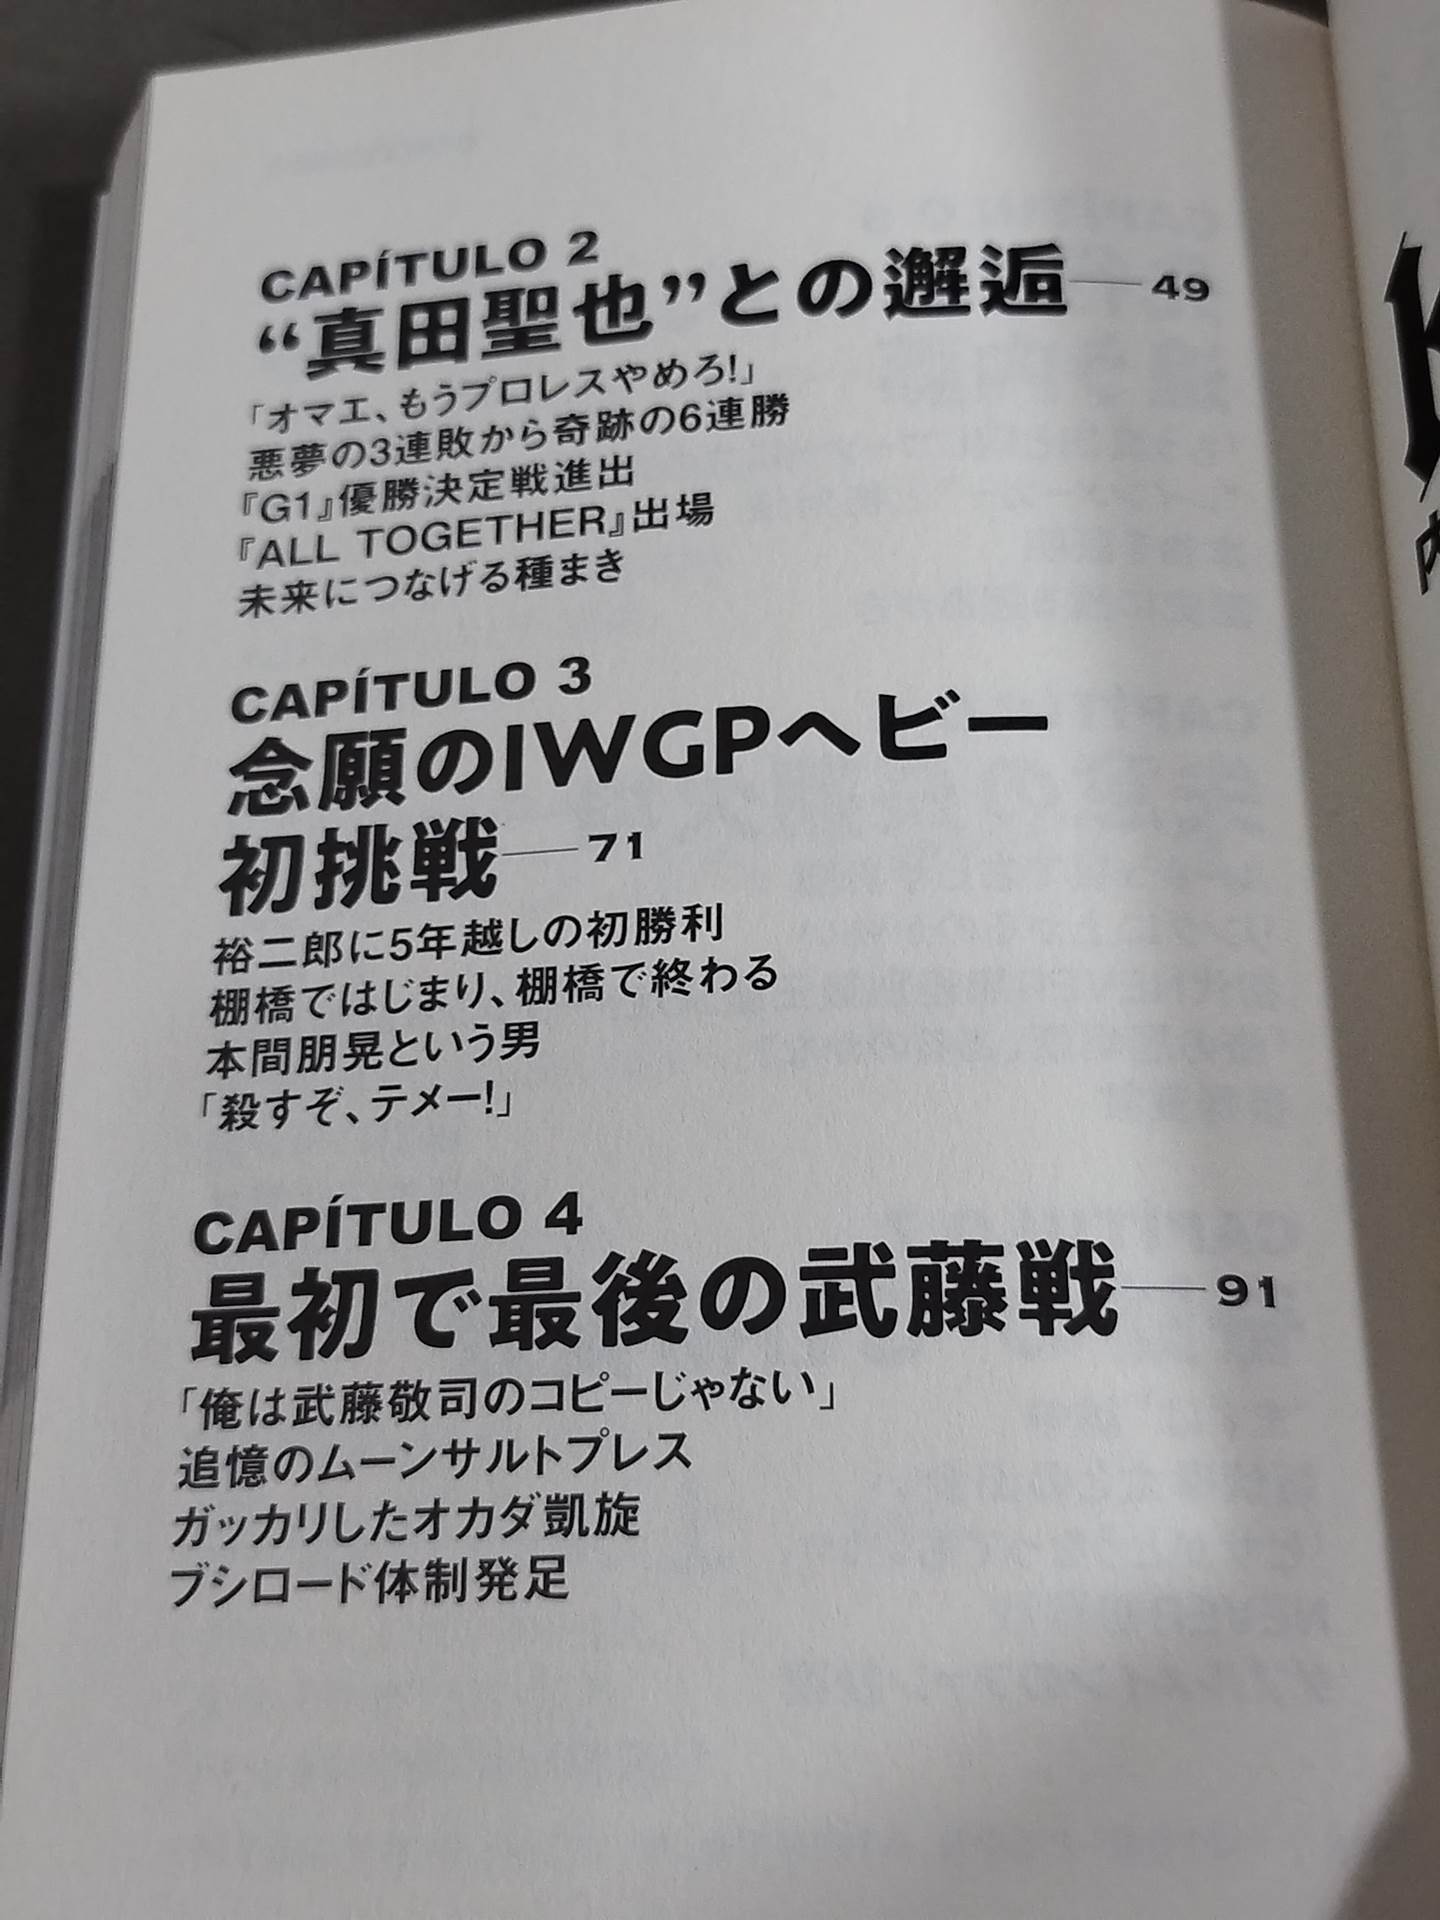 CAPÍTULO 2
“真田聖也”との邂逅──49
「オマエ、もうプロレスやめろ!」
悪夢の3連敗から奇跡の6連勝
『G1』優勝決定戦進出
『ALL TOGETHER』出場
未来につなげる種まき
CAPÍTULO 3
念願のIWGPヘビー
初挑戦──71
裕二郎に5年越しの初勝利
棚橋ではじまり、棚橋で終わる
本間朋晃という男
「殺すぞ、テメー!」
CAPÍTULO 4
最初で最後の武藤戦──91
「俺は武藤敬司のコピーじゃない」
追憶のムーンサルトプレス
ガッカリしたオカダ凱旋
ブシロード体制発足